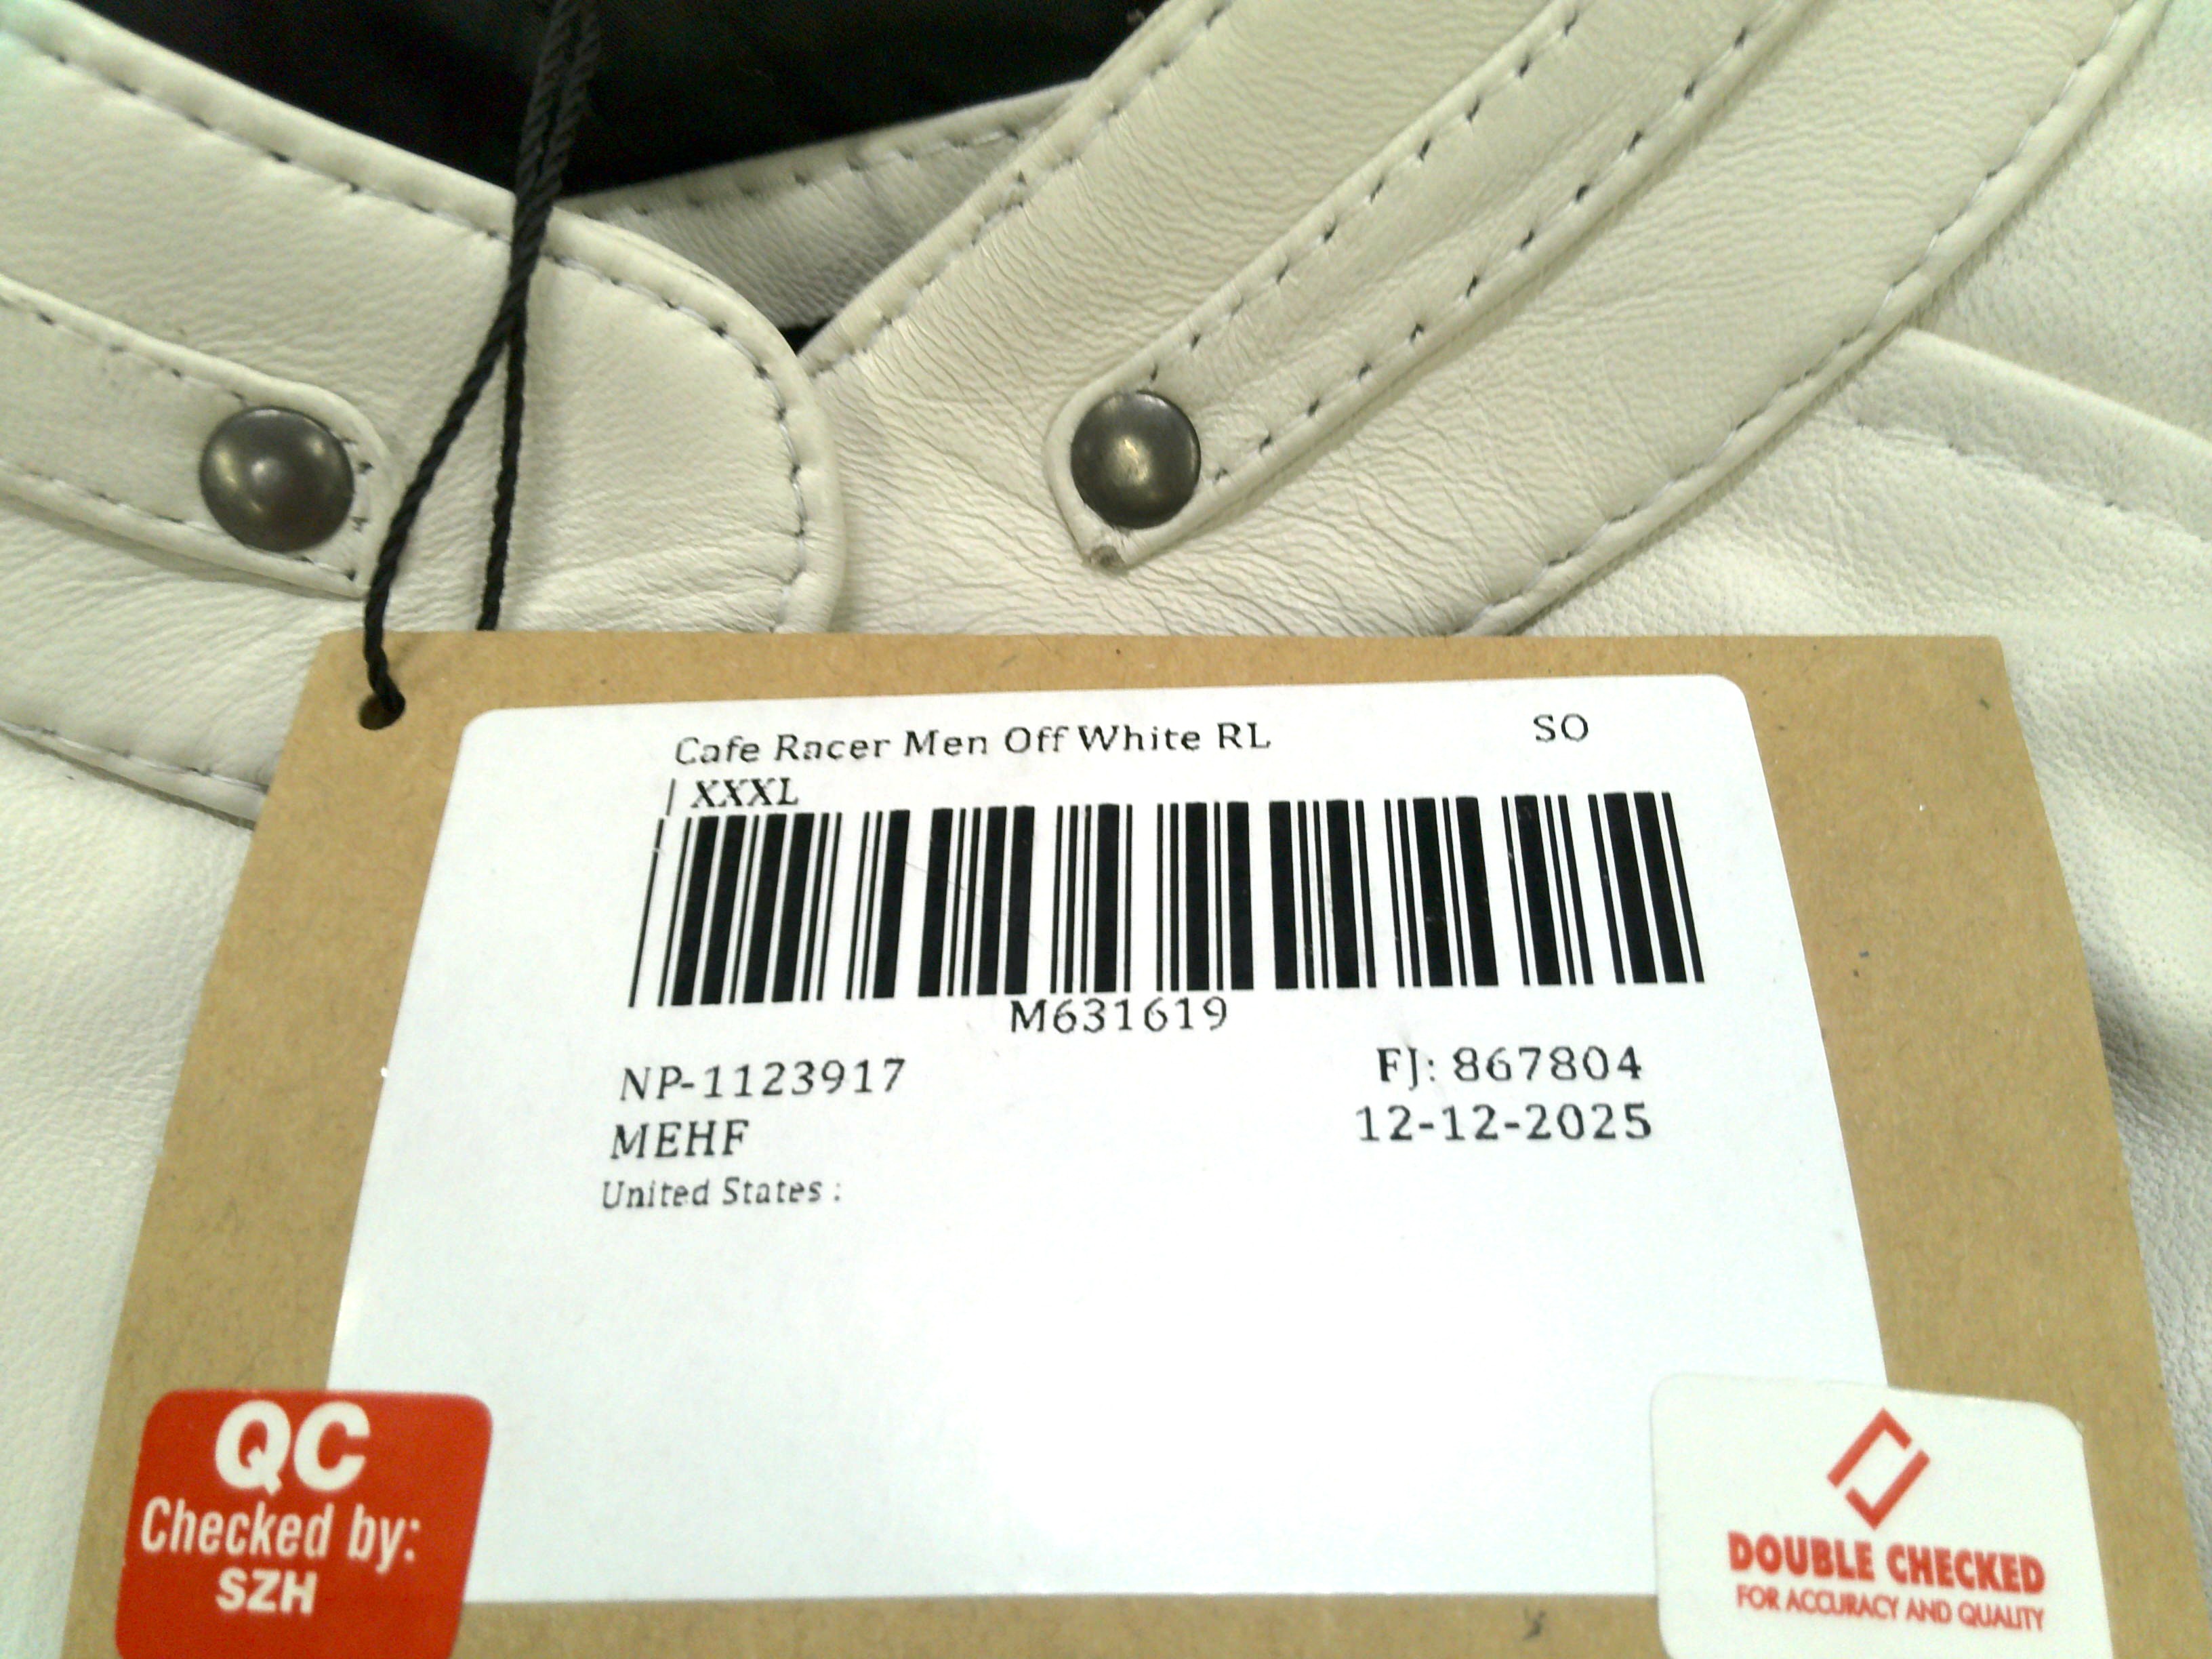 Cafe Racer Men Off White RL SO
| XXXL
M631619
NP-1123917 FJ: 867804
MEHF 12-12-2025
United States :
QC
Checked by:
SZH
DOUBLE CHECKED
FOR ACCURACY AND QUALITY